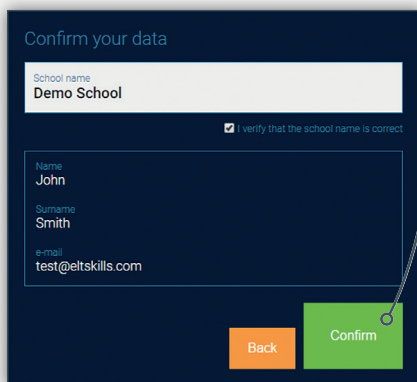 Confirm your data
School name
Demo School
I verify that the school name is correct
Name
John
Surname
Smith
e-mail
test@eltskills.com
Back
Confirm